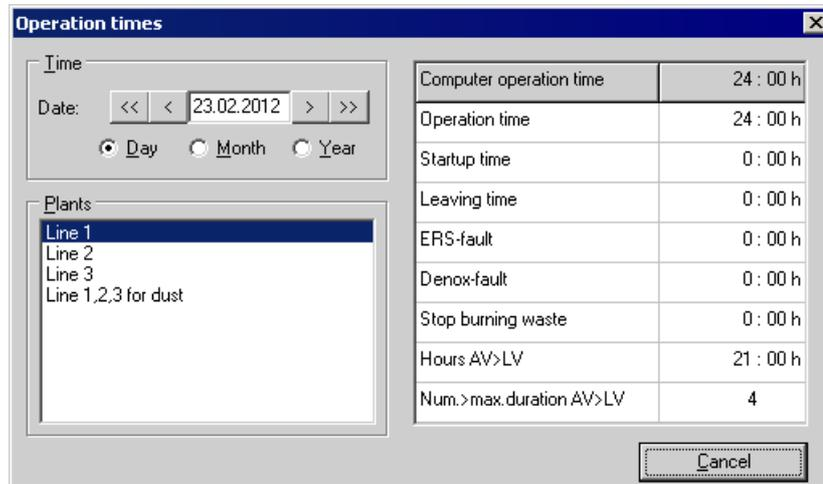 Operation times
Time
Date: << < 23.02.2012 > >>
Day Month Year
Plants
Line 1
Line 2
Line 3
Line 1,2,3 for dust
Computer operation time 24 : 00 h
Operation time 24 : 00 h
Startup time 0 : 00 h
Leaving time 0 : 00 h
ERS-fault 0 : 00 h
Denox-fault 0 : 00 h
Stop burning waste 0 : 00 h
Hours AV>LV 21 : 00 h
Num.>max.duration AV>LV 4
Cancel